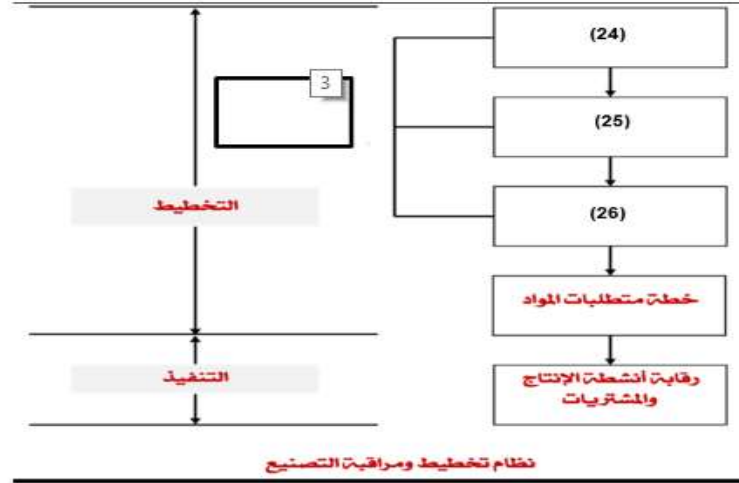 (24)
3
(25)
التخطيط
(26)
خطة متطلبات المواد
التنفيذ
رقابة أنشطة الإنتاج
والمشتريات
نظام تخطيط ومراقبة التصنيع